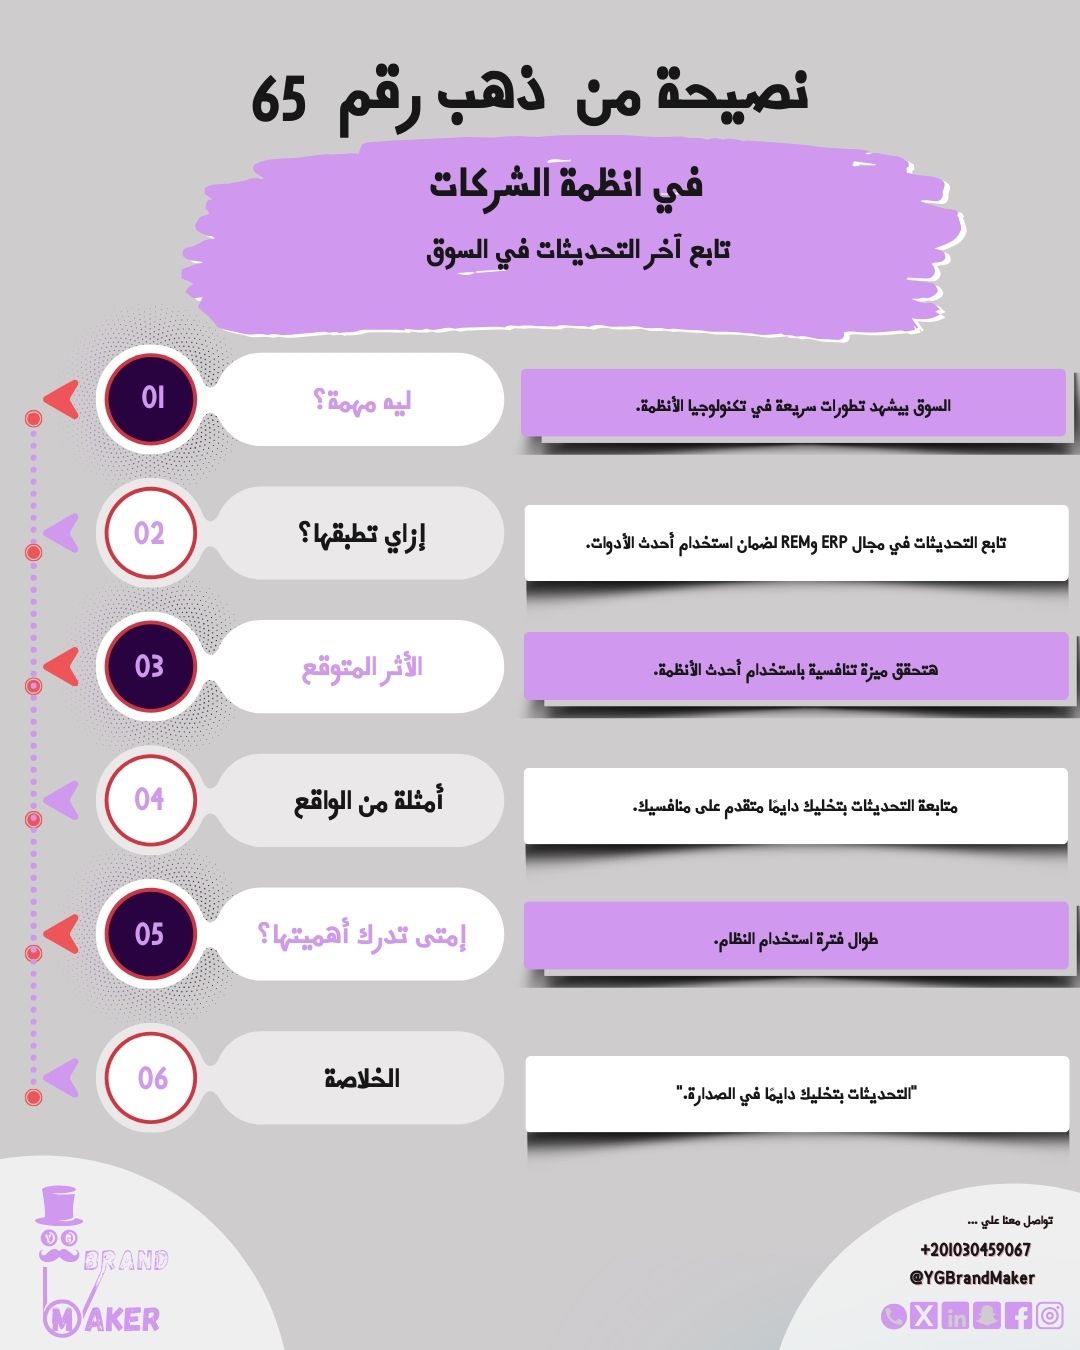 نصيحة من ذهب رقم 65
في انظمة الشركات
تابع آخر التحديثات في السوق
01
ليه مهمة؟
السوق بيشهد تطورات سريعة في تكنولوجيا الأنظمة.
02
إزاي تطبقها؟
تابع التحديثات في مجال ERP وREM لضمان استخدام أحدث الأدوات.
03
الأثر المتوقع
هتحقق ميزة تنافسية باستخدام أحدث الأنظمة.
04
أمثلة من الواقع
متابعة التحديثات بتخليك دايمًا متقدم على منافسيك.
05
إمتى تدرك أهميتها؟
طوال فترة استخدام النظام.
06
الخلاصة
"التحديثات بتخليك دايمًا في الصدارة."
BRAND
MAKER
تواصل معنا علي ...
+201030459067
@YGBrandMaker